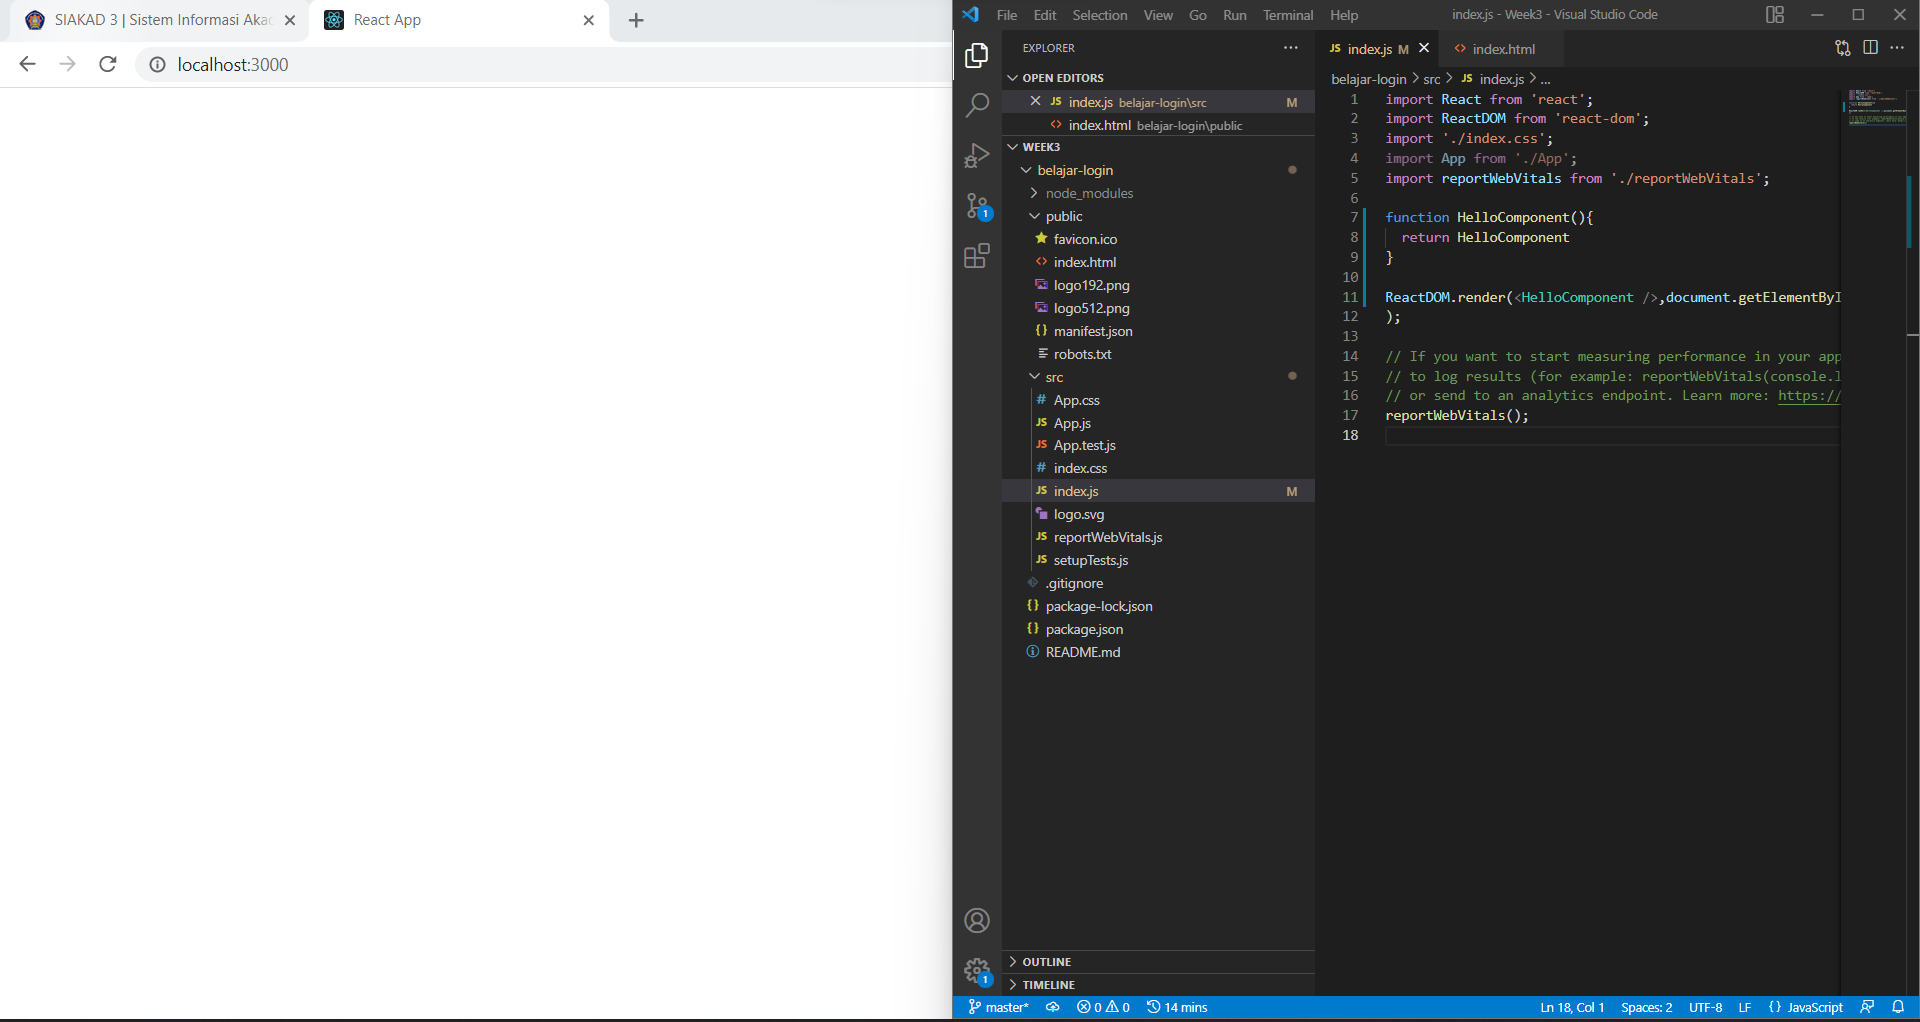 SIAKAD 3 | Sistem Informasi Aka
React App
localhost:3000
File Edit Selection View Go Run Terminal Help
index.js - Week3 - Visual Studio Code
EXPLORER
OPEN EDITORS
JS index.js belajar-login\src M
<> index.html belajar-login\public
WEEK3
belajar-login
node_modules
public
favicon.ico
<> index.html
logo192.png
logo512.png
{} manifest.json
robots.txt
src
# App.css
JS App.js
JS App.test.js
# index.css
JS index.js M
logo.svg
JS reportWebVitals.js
JS setupTests.js
.gitignore
{} package-lock.json
{} package.json
README.md
OUTLINE
TIMELINE
JS index.js M
<> index.html
belajar-login > src > JS index.js > ...
1 import React from 'react';
2 import ReactDOM from 'react-dom';
3 import './index.css';
4 import App from './App';
5 import reportWebVitals from './reportWebVitals';
6
7 function HelloComponent(){
8 return HelloComponent
9 }
10
11 ReactDOM.render(<HelloComponent />,document.getElementByI
12 );
13
14 // If you want to start measuring performance in your app
15 // to log results (for example: reportWebVitals(console.l
16 // or send to an analytics endpoint. Learn more: https://
17 reportWebVitals();
18
1
1
master* 0 0 14 mins
Ln 18, Col 1 Spaces: 2 UTF-8 LF {} JavaScript